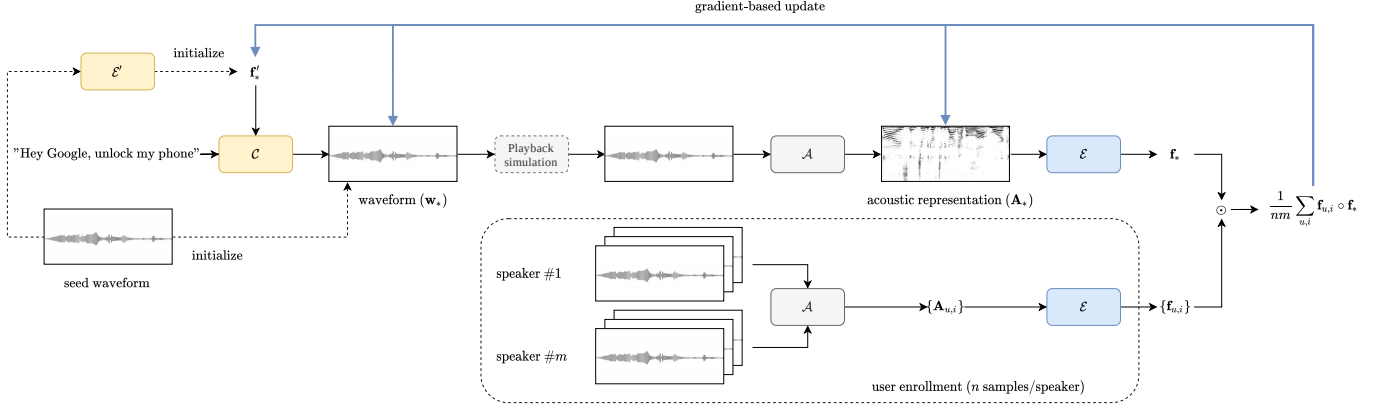 gradient-based update
initialize
ℰ′
f′∗
"Hey Google, unlock my phone"
𝒞
Playback
simulation
𝒜
ℰ
f∗
waveform (w∗)
acoustic representation (A∗)
⊙
1/nm ∑u,i fu,i ∘ f∗
initialize
seed waveform
speaker #1
𝒜
{Au,i}
ℰ
{fu,i}
speaker #m
user enrollment (n samples/speaker)